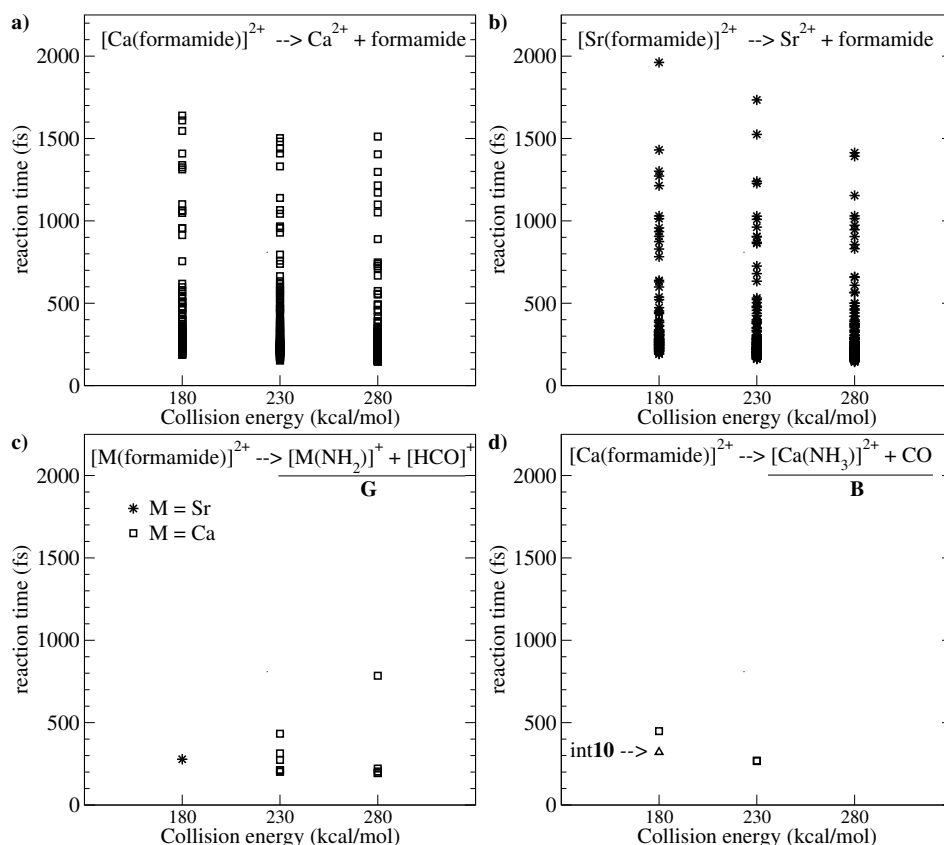 a)
[Ca(formamide)]²⁺ --> Ca²⁺ + formamide
2000
1500
1000
500
0
reaction time (fs)
180 230 280
Collision energy (kcal/mol)
b)
[Sr(formamide)]²⁺ --> Sr²⁺ + formamide
2000
1500
1000
500
0
reaction time (fs)
180 230 280
Collision energy (kcal/mol)
c)
[M(formamide)]²⁺ --> [M(NH₂)]⁺ + [HCO]⁺
G
M = Sr
M = Ca
2000
1500
1000
500
0
reaction time (fs)
180 230 280
Collision energy (kcal/mol)
d)
[Ca(formamide)]²⁺ --> [Ca(NH₃)]²⁺ + CO
B
2000
1500
1000
500
0
reaction time (fs)
int10 -->
180 230 280
Collision energy (kcal/mol)